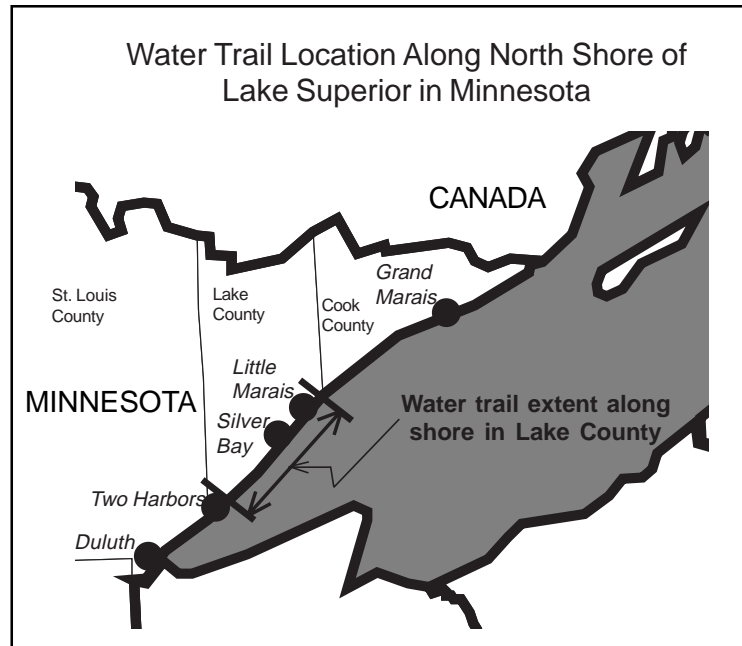 Water Trail Location Along North Shore of
Lake Superior in Minnesota
CANADA
Grand
Marais
St. Louis
County
Lake
County
Cook
County
Little
Marais
MINNESOTA
Silver
Bay
Water trail extent along
shore in Lake County
Two Harbors
Duluth